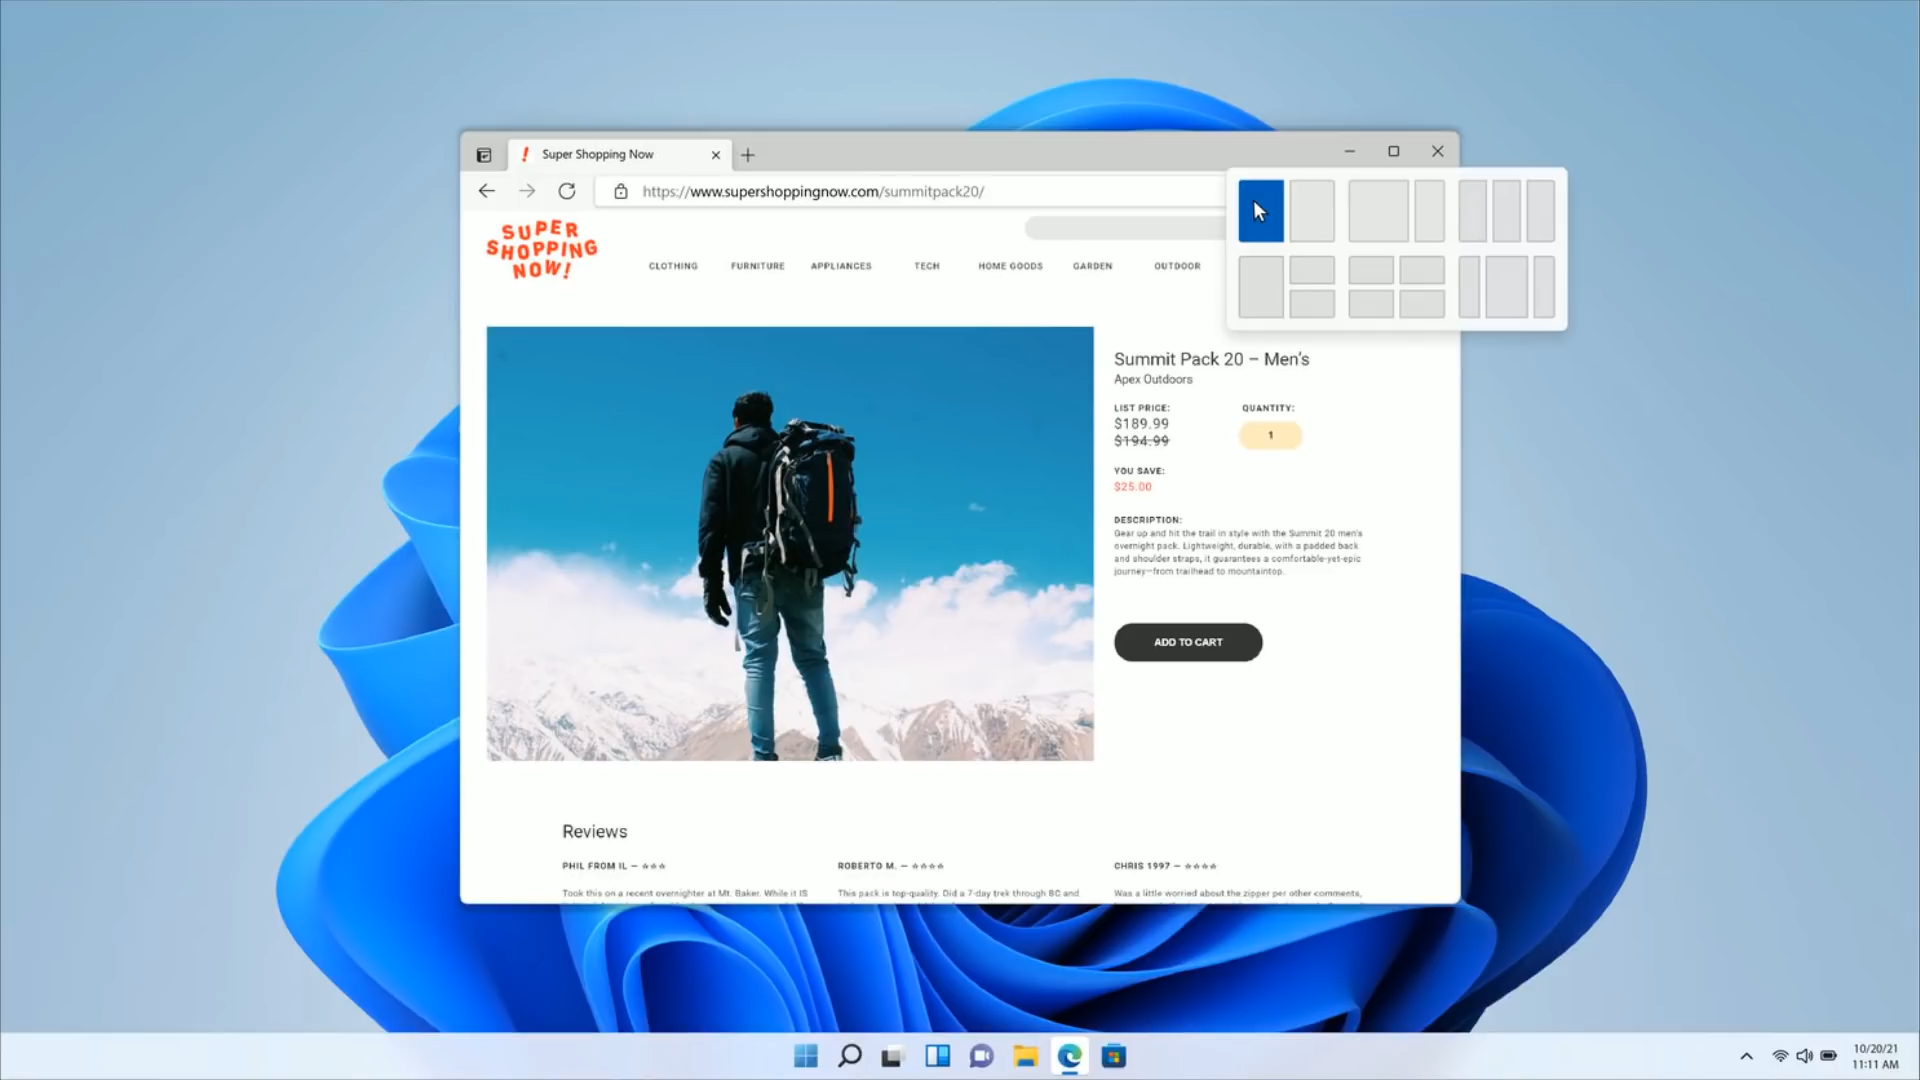 Super Shopping Now
https://www.supershoppingnow.com/summitpack20/
SUPER
SHOPPING
NOW!
CLOTHING FURNITURE APPLIANCES TECH HOME GOODS GARDEN OUTDOOR
Summit Pack 20 – Men's
Apex Outdoors
LIST PRICE: QUANTITY:
$189.99 1
$194.99
YOU SAVE:
$25.00
DESCRIPTION:
Gear up and hit the trail in style with the Summit 20 men's
overnight pack. Lightweight, durable, with a padded back
and shoulder straps, it guarantees a comfortable-yet-epic
journey—from trailhead to mountaintop.
ADD TO CART
Reviews
PHIL FROM IL – ☆☆☆
Took this on a recent overnighter at Mt. Baker. While it IS
ROBERTO M. – ☆☆☆☆
This pack is top-quality. Did a 7-day trek through BC and
CHRIS 1997 – ☆☆☆☆
Was a little worried about the zipper per other comments,
10/20/21
11:11 AM